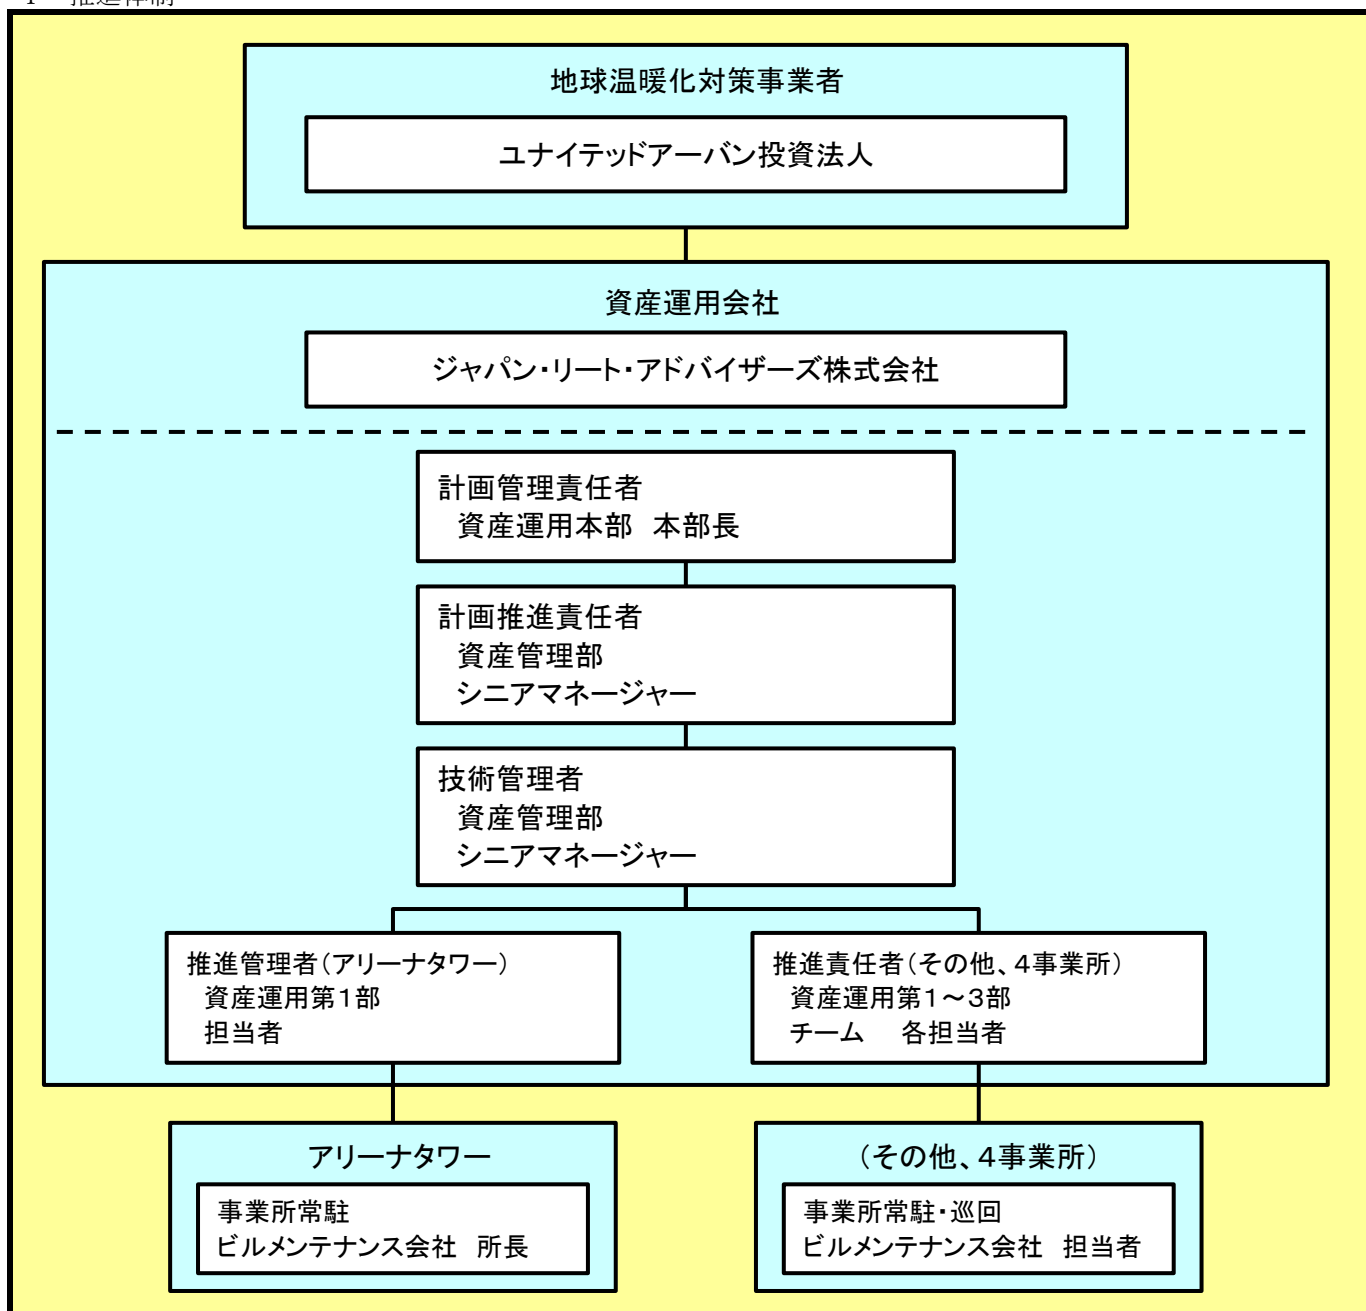 推進体制
地球温暖化対策事業者
ユナイテッドアーバン投資法人
資産運用会社
ジャパン・リート・アドバイザーズ株式会社
計画管理責任者
資産運用本部 本部長
計画推進責任者
資産管理部
シニアマネージャー
技術管理者
資産管理部
シニアマネージャー
推進管理者(アリーナタワー)
資産運用第1部
担当者
推進責任者(その他、4事業所)
資産運用第1~3部
チーム 各担当者
アリーナタワー
事業所常駐
ビルメンテナンス会社 所長
(その他、4事業所)
事業所常駐・巡回
ビルメンテナンス会社 担当者